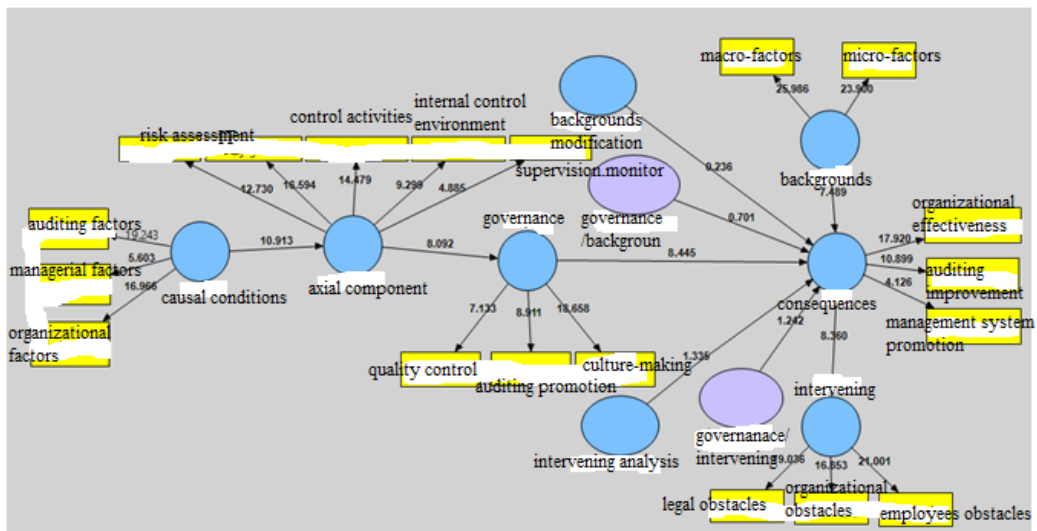 macro-factors
micro-factors
25.986
23.900
backgrounds
modification
internal control
environment
control activities
risk assessment
supervision.monitor
12.730
16.594
14.479
9.299
4.885
0.236
backgrounds
7.489
governance
/backgroun
0.701
organizational
effectiveness
auditing factors
19.243
managerial factors
5.603
16.966
organizational
factors
causal conditions
10.913
axial component
8.092
governance
8.445
consequences
17.920
10.899
4.126
auditing
improvement
management system
promotion
7.133
8.911
18.658
quality control
auditing promotion
culture-making
1.335
1.242
8.360
intervening analysis
governanace/
intervening
intervening
16.853
21.001
legal obstacles
organizational
obstacles
employees obstacles